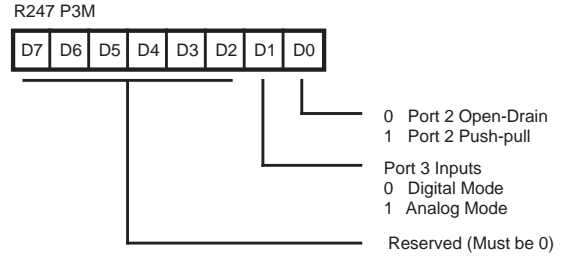 R247 P3M
D7 D6 D5 D4 D3 D2 D1 D0
0 Port 2 Open-Drain
1 Port 2 Push-pull
Port 3 Inputs
0 Digital Mode
1 Analog Mode
Reserved (Must be 0)